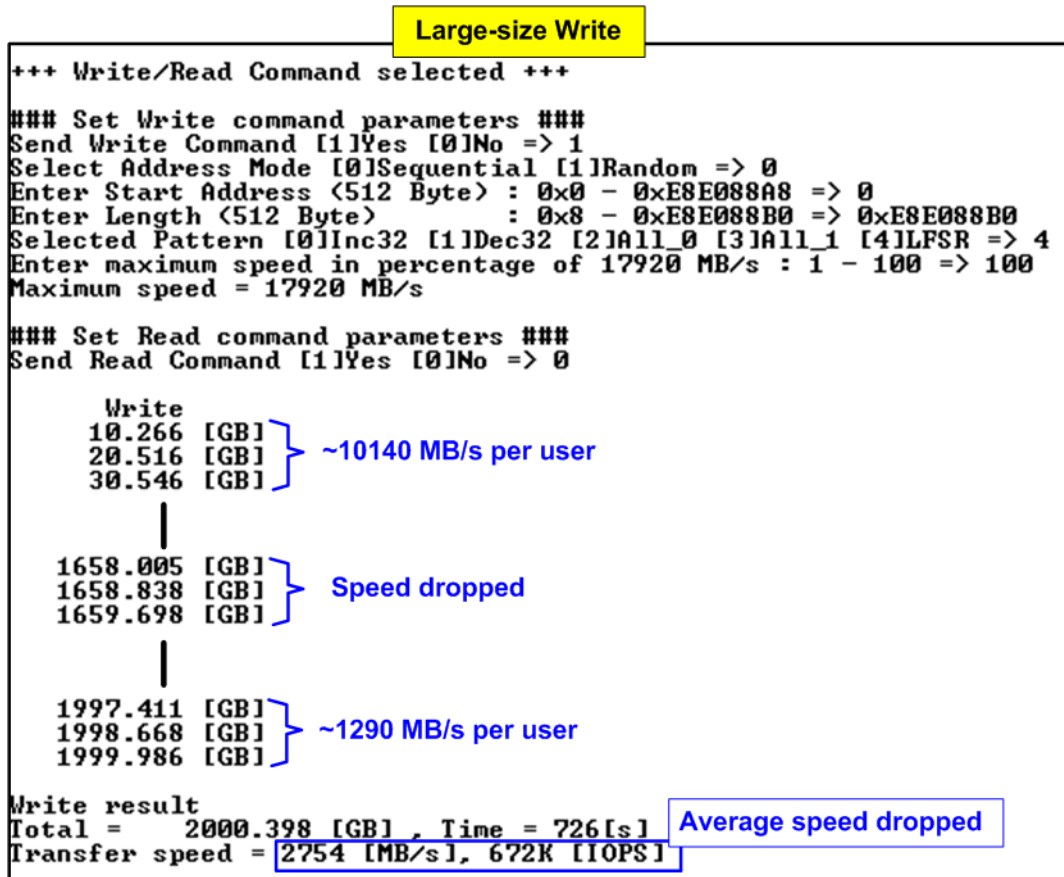 Large-size Write
+++ Write/Read Command selected +++
### Set Write command parameters ###
Send Write Command [1]Yes [0]No => 1
Select Address Mode [0]Sequential [1]Random => 0
Enter Start Address (512 Byte) : 0x0 - 0xE8E088A8 => 0
Enter Length (512 Byte) : 0x8 - 0xE8E088B0 => 0xE8E088B0
Selected Pattern [0]Inc32 [1]Dec32 [2]All_0 [3]All_1 [4]LFSR => 4
Enter maximum speed in percentage of 17920 MB/s : 1 - 100 => 100
Maximum speed = 17920 MB/s
### Set Read command parameters ###
Send Read Command [1]Yes [0]No => 0
Write
10.266 [GB]
20.516 [GB] ~10140 MB/s per user
30.546 [GB]
1658.005 [GB]
1658.838 [GB] Speed dropped
1659.698 [GB]
1997.411 [GB]
1998.668 [GB] ~1290 MB/s per user
1999.986 [GB]
Write result
Total = 2000.398 [GB] , Time = 726[s] Average speed dropped
Transfer speed = 2754 [MB/s], 672K [IOPS]